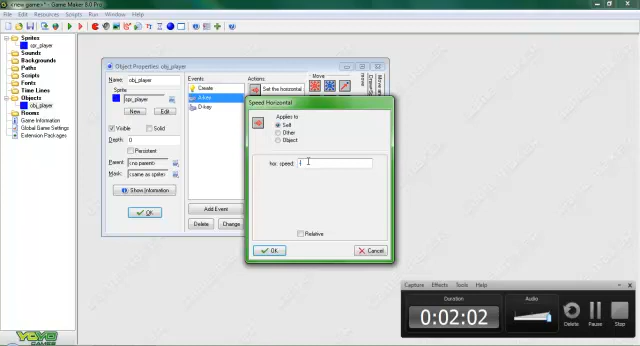 <new game>* - Game Maker 8.0 Pro
File Edit Resources Scripts Run Window Help
Sprites
spr_player
Sounds
Backgrounds
Paths
Scripts
Fonts
Time Lines
Objects
obj_player
Rooms
Game Information
Global Game Settings
Extension Packages
Object Properties: obj_player
Name: obj_player
Sprite
spr_player
New Edit
Visible Solid
Depth: 0
Persistent
Parent: <no parent>
Mask: <same as sprite>
Show Information
OK
Events:
Create
A-key
D-key
Add Event
Delete Change
Actions:
Set the horizontal
Move
Speed Horizontal
Applies to
Self
Other
Object
hor. speed:
Relative
OK Cancel
Capture Effects Tools Help
Duration
0:02:02
Audio
Delete Pause Stop
YOYO
GAMES